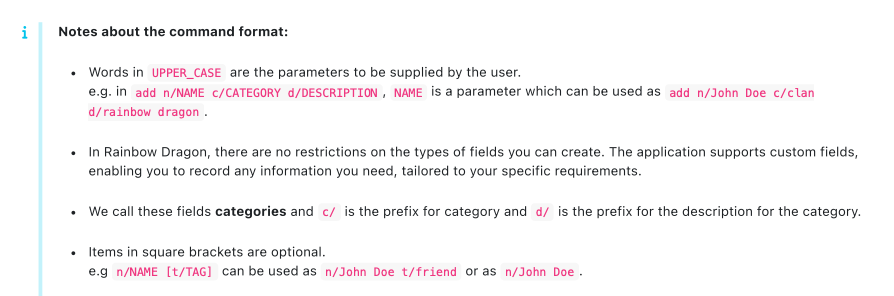 i Notes about the command format:
• Words in UPPER_CASE are the parameters to be supplied by the user.
e.g. in add n/NAME c/CATEGORY d/DESCRIPTION , NAME is a parameter which can be used as add n/John Doe c/clan
d/rainbow dragon .
• In Rainbow Dragon, there are no restrictions on the types of fields you can create. The application supports custom fields,
enabling you to record any information you need, tailored to your specific requirements.
• We call these fields categories and c/ is the prefix for category and d/ is the prefix for the description for the category.
• Items in square brackets are optional.
e.g n/NAME [t/TAG] can be used as n/John Doe t/friend or as n/John Doe .